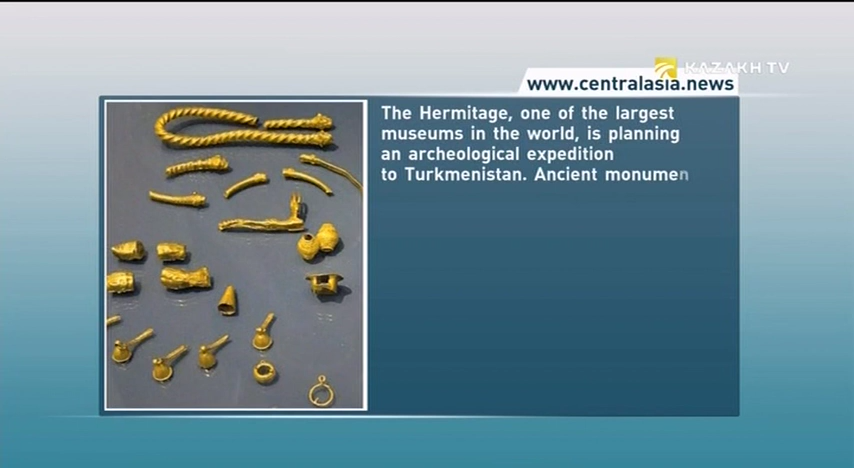 KAZAKH TV
www.centralasia.news
The Hermitage, one of the largest
museums in the world, is planning
an archeological expedition
to Turkmenistan. Ancient monumen